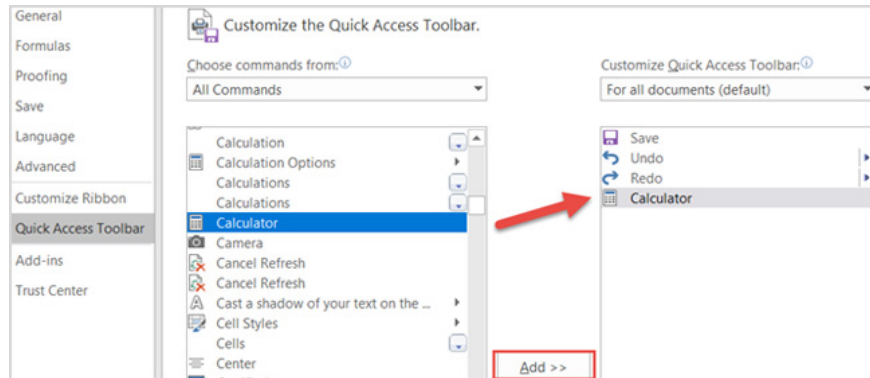 General
Formulas
Proofing
Save
Language
Advanced
Customize Ribbon
Quick Access Toolbar
Add-ins
Trust Center
Customize the Quick Access Toolbar.
Choose commands from:
All Commands
Calculation
Calculation Options
Calculations
Calculations
Calculator
Camera
Cancel Refresh
Cancel Refresh
Cast a shadow of your text on the ...
Cell Styles
Cells
Center
Add >>
Customize Quick Access Toolbar:
For all documents (default)
Save
Undo
Redo
Calculator